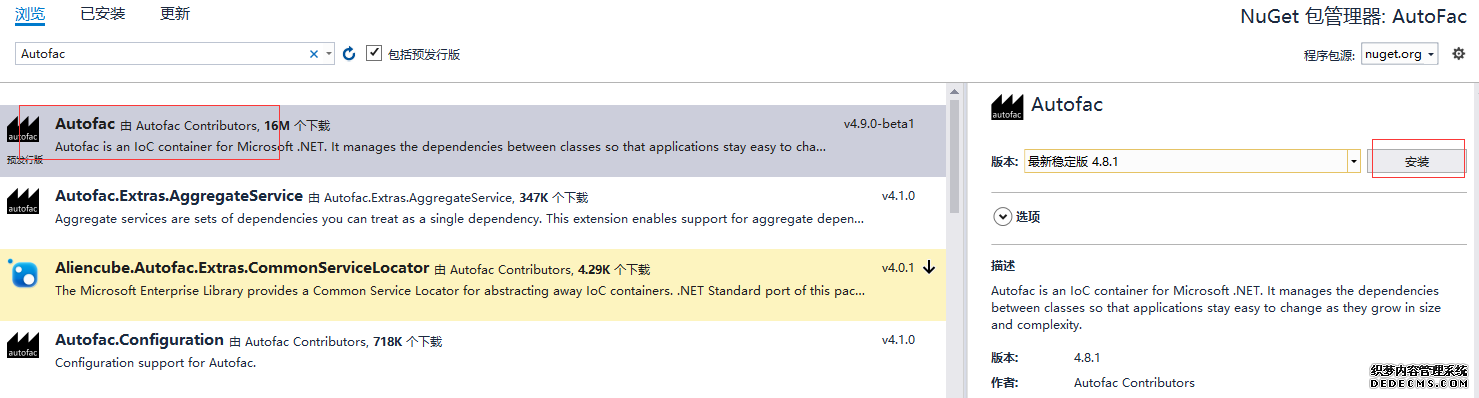 浏览 已安装 更新
NuGet 包管理器: AutoFac
Autofac
包括预发行版
程序包源: nuget.org
autofac
预发行版
Autofac 由 Autofac Contributors, 16M 个下载 v4.9.0-beta1
Autofac is an IoC container for Microsoft .NET. It manages the dependencies between classes so that applications stay easy to cha...
autofac
Autofac.Extras.AggregateService 由 Autofac.Extras.AggregateService, 347K 个下载 v4.1.0
Aggregate services are sets of dependencies you can treat as a single dependency. This extension enables support for aggregate depen...
Aliencube.Autofac.Extras.CommonServiceLocator 由 Autofac Contributors, 4.29K 个下载 v4.0.1
The Microsoft Enterprise Library provides a Common Service Locator for abstracting away IoC containers. .NET Standard port of this pac...
autofac
Autofac.Configuration 由 Autofac Contributors, 718K 个下载 v4.1.0
Configuration support for Autofac.
autofac
Autofac
版本: 最新稳定版 4.8.1 安装
选项
描述
Autofac is an IoC container for Microsoft .NET. It manages the dependencies
between classes so that applications stay easy to change as they grow in size
and complexity.
版本: 4.8.1
作者: Autofac Contributors
织梦内容管理系统
DEDECMS.COM